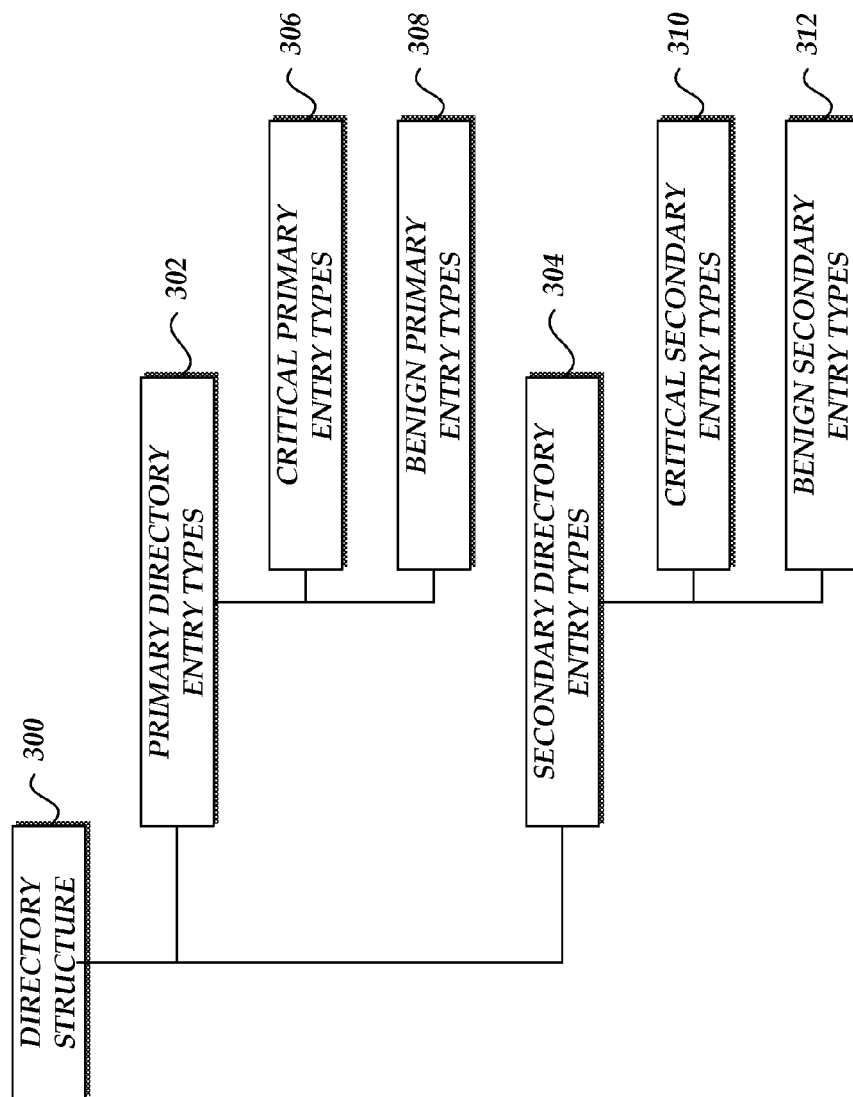 DIRECTORY
STRUCTURE
300
PRIMARY DIRECTORY
ENTRY TYPES
302
CRITICAL PRIMARY
ENTRY TYPES
306
BENIGN PRIMARY
ENTRY TYPES
308
SECONDARY DIRECTORY
ENTRY TYPES
304
CRITICAL SECONDARY
ENTRY TYPES
310
BENIGN SECONDARY
ENTRY TYPES
312